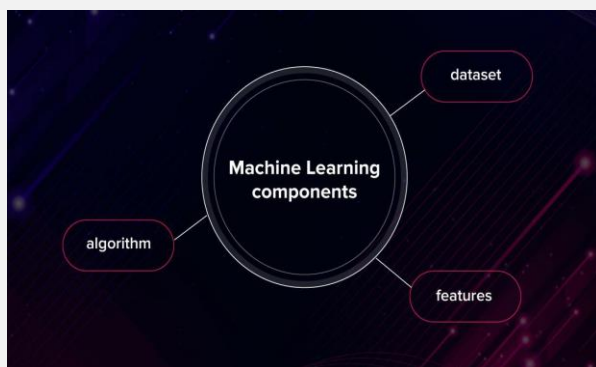 dataset
Machine Learning
components
algorithm
features